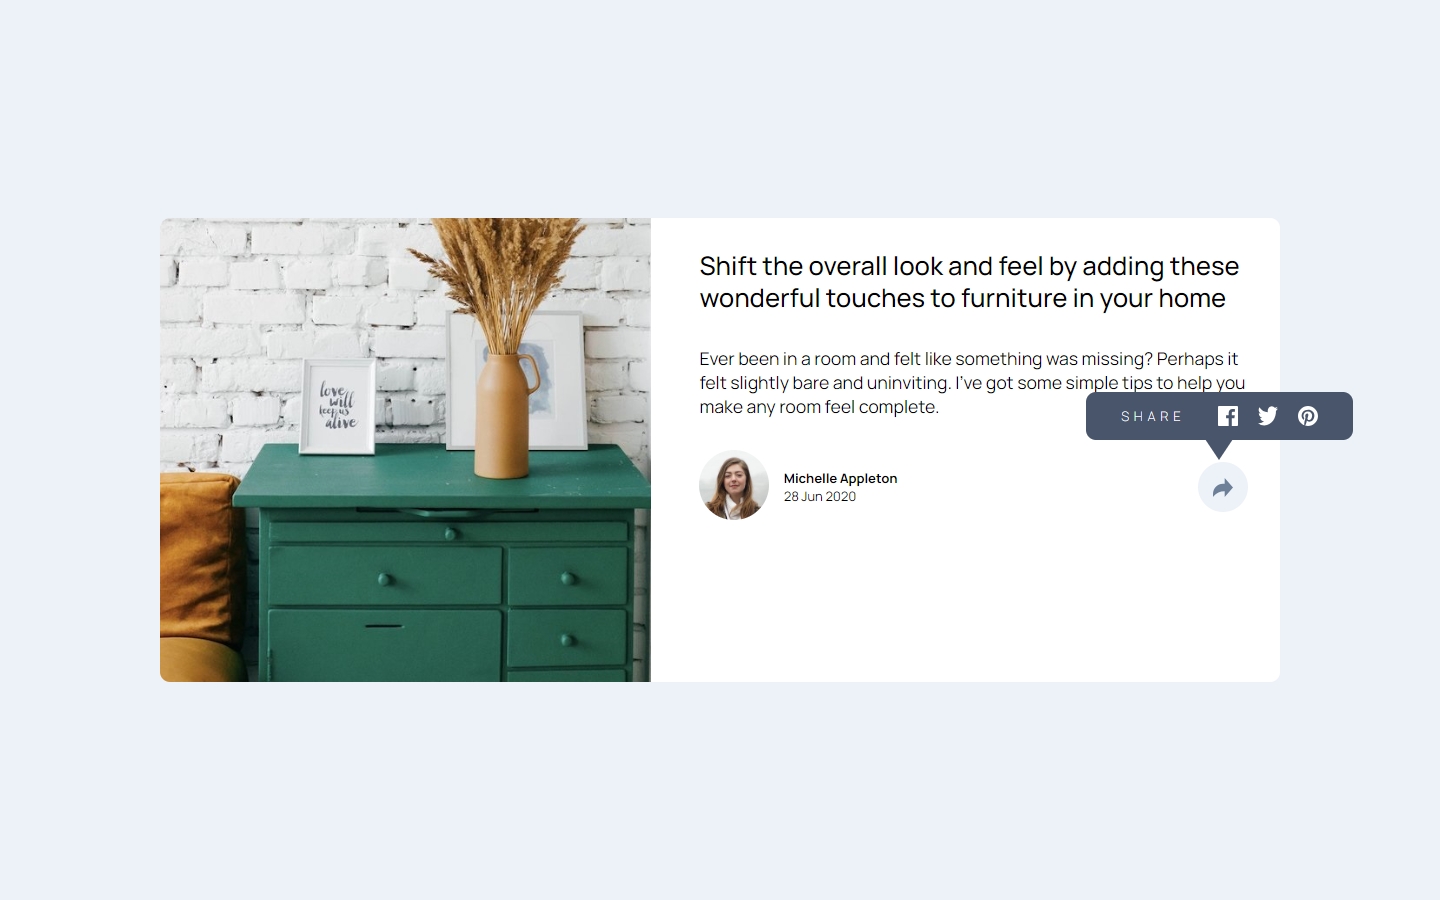 Shift the overall look and feel by adding these
wonderful touches to furniture in your home
Ever been in a room and felt like something was missing? Perhaps it
felt slightly bare and uninviting. I've got some simple tips to help you
make any room feel complete.
SHARE
Michelle Appleton
28 Jun 2020
love
will
keep us
alive